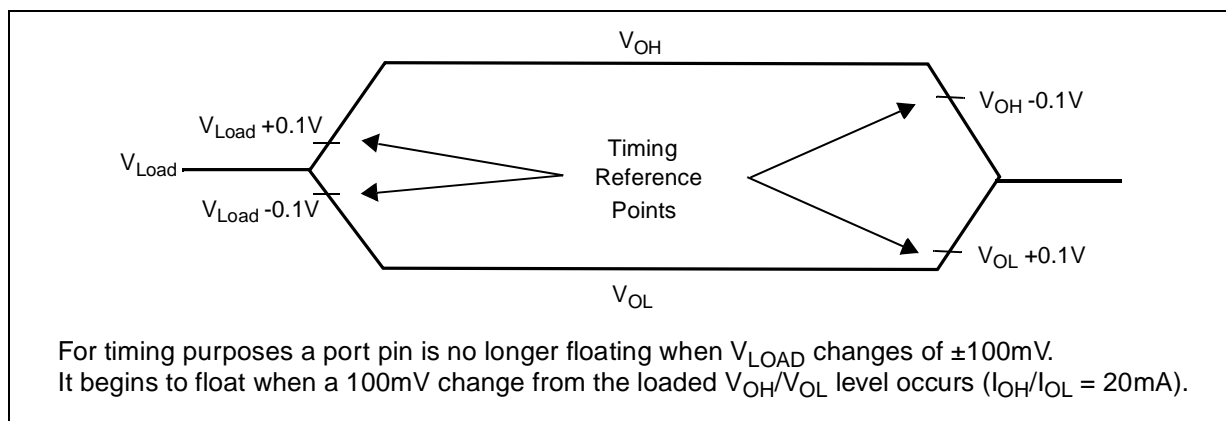 VOH
VLoad +0.1V
VOH -0.1V
VLoad
Timing
Reference
Points
VLoad -0.1V
VOL +0.1V
VOL
For timing purposes a port pin is no longer floating when VLOAD changes of ±100mV.
It begins to float when a 100mV change from the loaded VOH/VOL level occurs (IOH/IOL = 20mA).